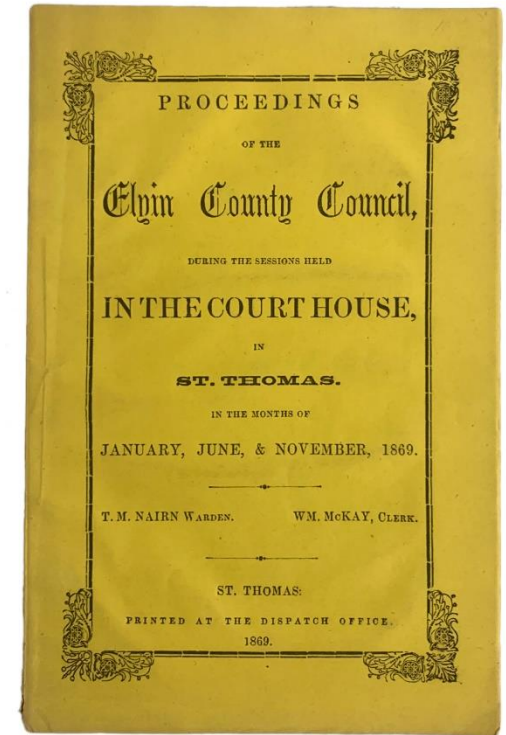 PROCEEDINGS
OF THE
Elgin County Council,
DURING THE SESSIONS HELD
IN THE COURT HOUSE,
IN
ST. THOMAS.
IN THE MONTHS OF
JANUARY, JUNE, & NOVEMBER, 1869.
T. M. NAIRN WARDEN. WM. McKAY, CLERK.
ST. THOMAS:
PRINTED AT THE DISPATCH OFFICE.
1869.